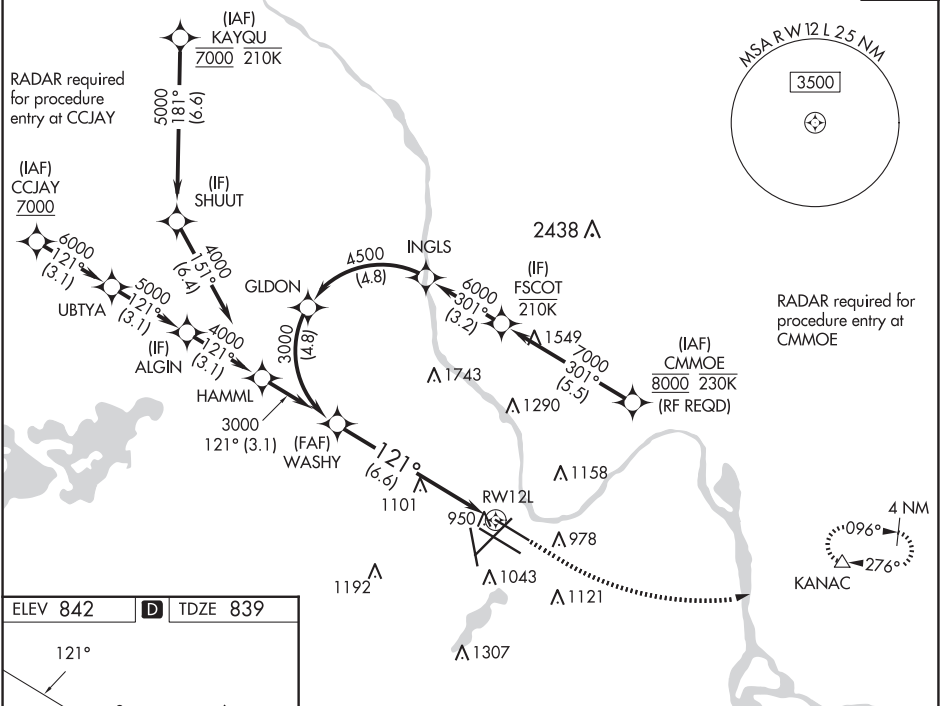 (IAF)
KAYQU
7000 210K
RADAR required
for procedure
entry at CCJAY
5000
181°
(6.6)
MSA RW 12 L 25 NM
3500
(IAF)
CCJAY
7000
(IF)
SHUUT
6000
121°
(3.1)
UBTYA
5000
121°
(3.1)
(IF)
ALGIN
4000
151°
(6.4)
4000
121°
(3.1)
HAMML
3000
121° (3.1)
GLDON
4500
(4.8)
INGLS
3000
(4.8)
(FAF)
WASHY
2438
(IF)
FSCOT
210K
6000
301°
(3.2)
1549
7000
301°
(5.5)
(IAF)
CMMOE
8000 230K
(RF REQD)
RADAR required for
procedure entry at
CMMOE
1743
1290
1158
121°
(6.6)
1101
RW12L
950
978
1043
1121
1192
1307
4 NM
096°
276°
KANAC
ELEV 842 D TDZE 839
121°